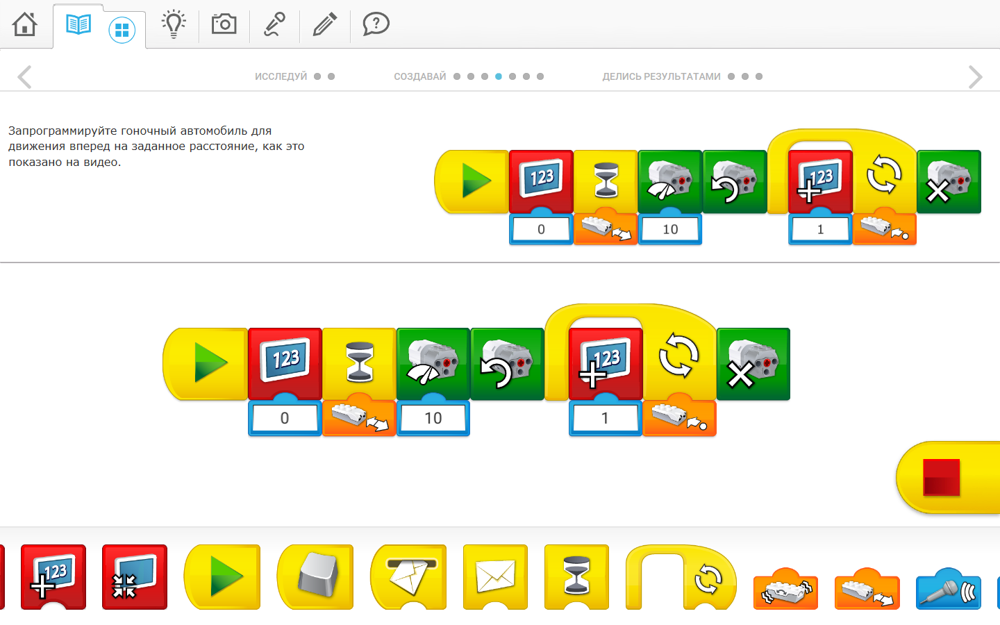 ?
ИССЛЕДУЙ
СОЗДАВАЙ
ДЕЛИСЬ РЕЗУЛЬТАТАМИ
Запрограммируйте гоночный автомобиль для
движения вперед на заданное расстояние, как это
показано на видео.
123
123
0
10
1
123
123
0
10
1
123